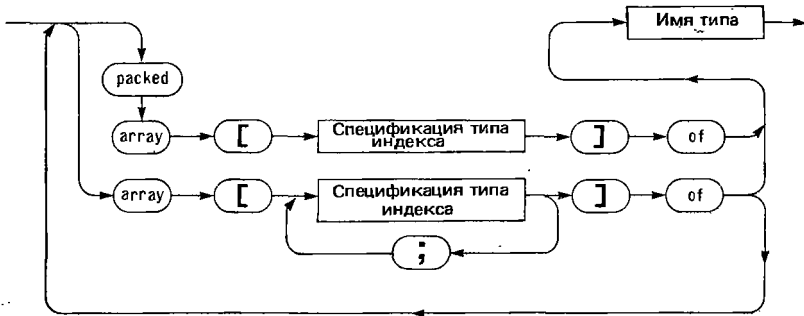 Имя типа
packed
array [ Спецификация типа
индекса ] of
array [ Спецификация типа
индекса ] of
;